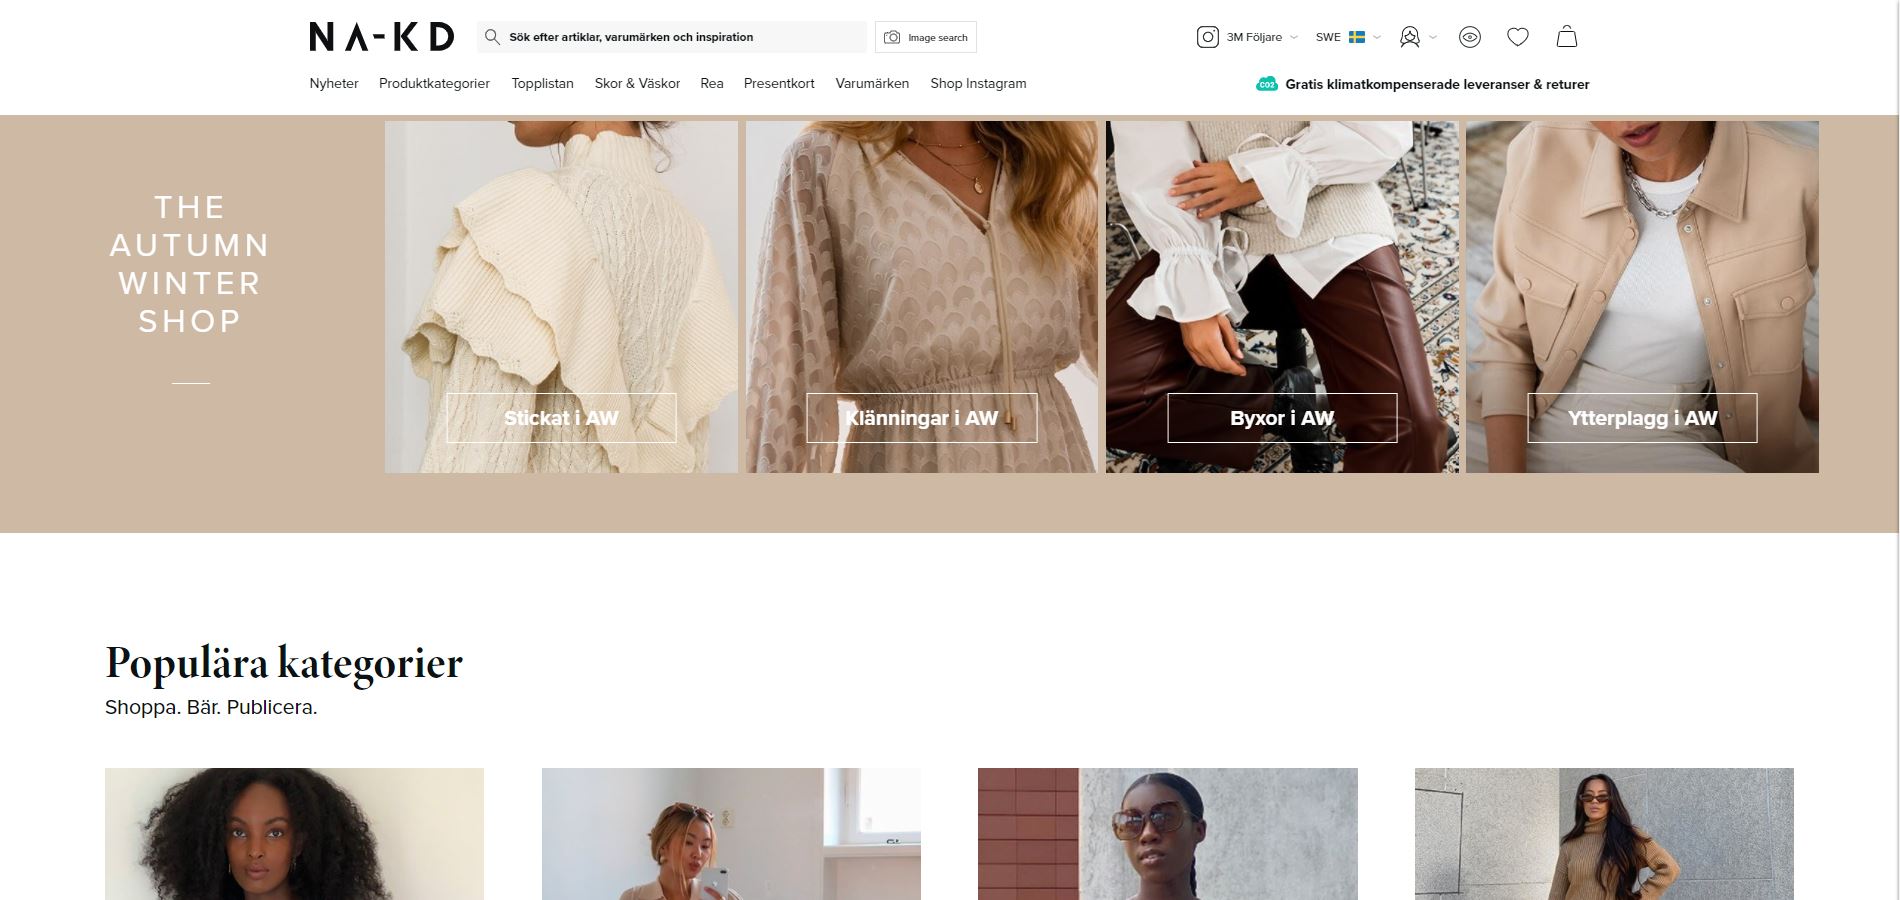 NA-KD
Sök efter artiklar, varumärken och inspiration
Image search
3M Följare
SWE
Nyheter
Produktkategorier
Topplistan
Skor & Väskor
Rea
Presentkort
Varumärken
Shop Instagram
CO2
Gratis klimatkompenserade leveranser & returer
THE
AUTUMN
WINTER
SHOP
Stickat i AW
Klänningar i AW
Byxor i AW
Ytterplagg i AW
Populära kategorier
Shoppa. Bär. Publicera.